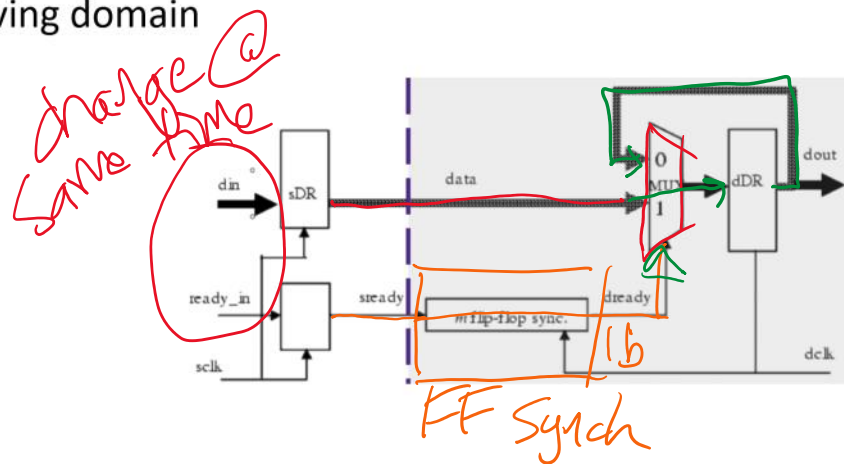 ving domain
change @
same time
din
sDR
data
0
MUX
1
dDR
dout
ready_in
sready
m flip-flop sync.
dready
1b
sclk
dclk
FF Synch